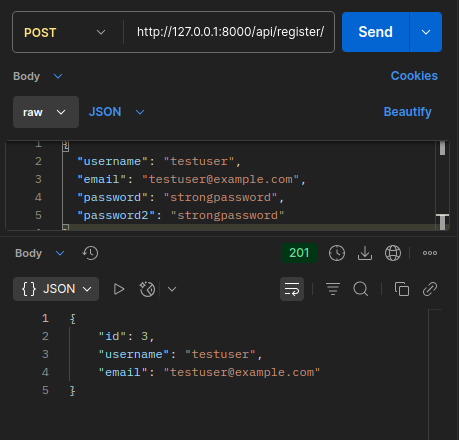 POST http://127.0.0.1:8000/api/register/ Send
Body Cookies
raw JSON Beautify
1 {
2 "username": "testuser",
3 "email": "testuser@example.com",
4 "password": "strongpassword",
5 "password2": "strongpassword"
Body 201
{} JSON
1 {
2 "id": 3,
3 "username": "testuser",
4 "email": "testuser@example.com"
5 }